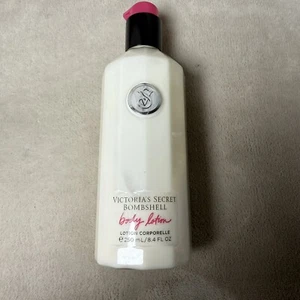 VS
VICTORIA'S SECRET
BOMBSHELL
body lotion
LOTION CORPORELLE
℮250 mL/8.4 FL OZ